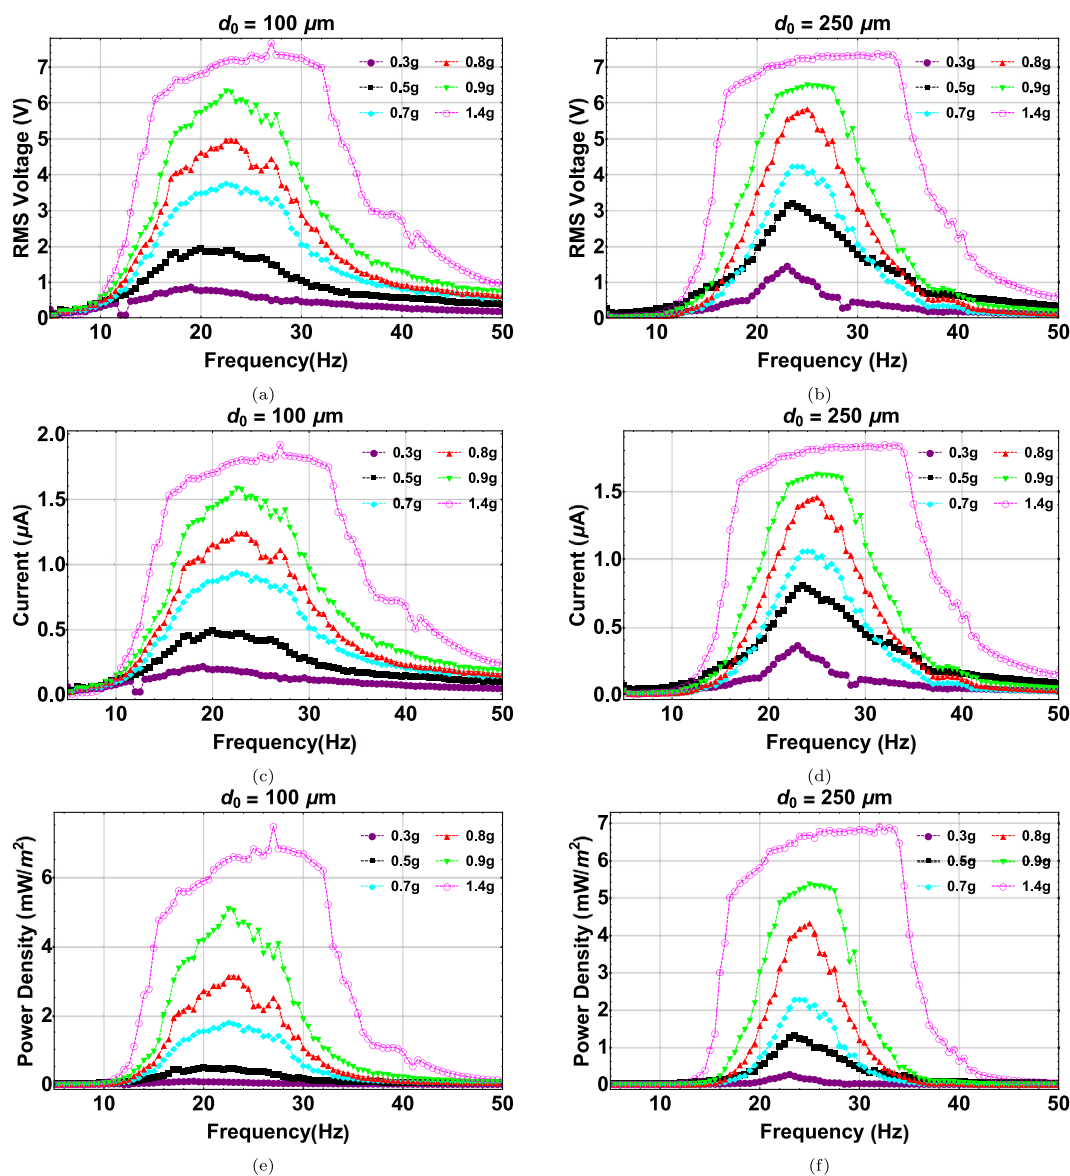 d0 = 100 μm
RMS Voltage (V)
7
6
5
4
3
2
1
0
10 20 30 40 50
Frequency(Hz)
0.3g 0.8g
0.5g 0.9g
0.7g 1.4g
(a)
d0 = 250 μm
RMS Voltage (V)
7
6
5
4
3
2
1
0
10 20 30 40 50
Frequency (Hz)
0.3g 0.8g
0.5g 0.9g
0.7g 1.4g
(b)
d0 = 100 μm
Current (μA)
2.0
1.5
1.0
0.5
0.0
10 20 30 40 50
Frequency(Hz)
0.3g 0.8g
0.5g 0.9g
0.7g 1.4g
(c)
d0 = 250 μm
Current (μA)
1.5
1.0
0.5
0.0
10 20 30 40 50
Frequency (Hz)
0.3g 0.8g
0.5g 0.9g
0.7g 1.4g
(d)
d0 = 100 μm
Power Density (mW/m²)
6
4
2
0
10 20 30 40 50
Frequency(Hz)
0.3g 0.8g
0.5g 0.9g
0.7g 1.4g
(e)
d0 = 250 μm
Power Density (mW/m²)
7
6
5
4
3
2
1
0
10 20 30 40 50
Frequency (Hz)
0.3g 0.8g
0.5g 0.9g
0.7g 1.4g
(f)